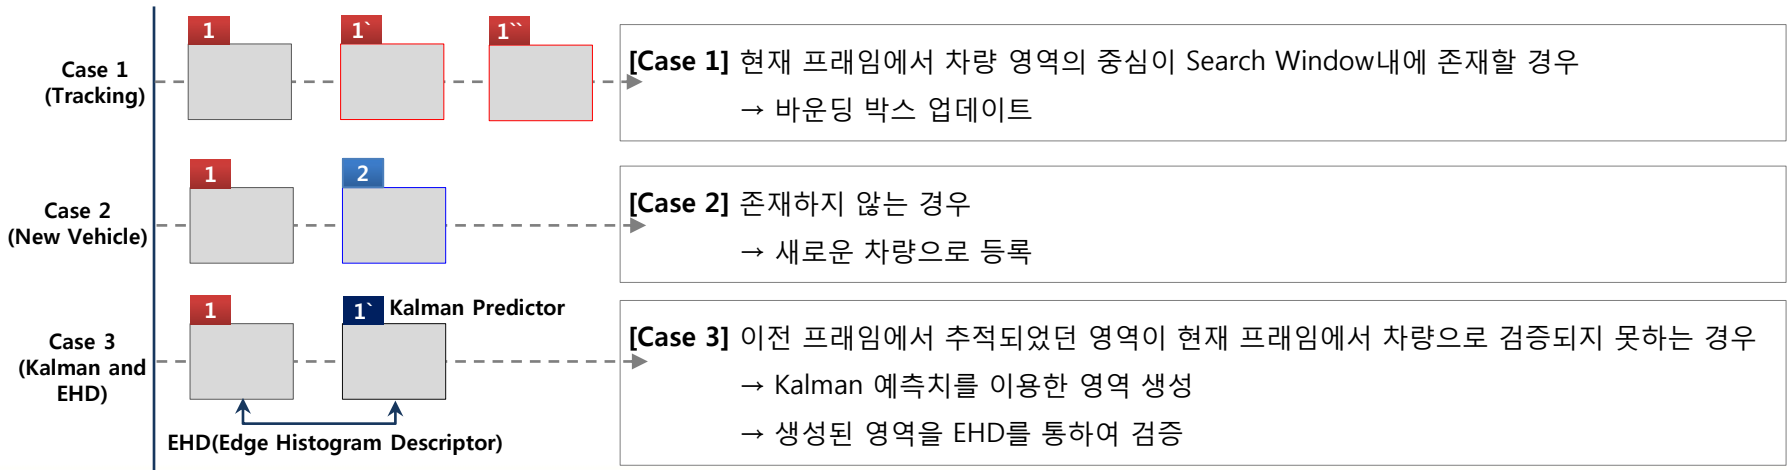 Case 1
(Tracking)
1
1`
1``
[Case 1] 현재 프레임에서 차량 영역의 중심이 Search Window내에 존재할 경우
→ 바운딩 박스 업데이트
Case 2
(New Vehicle)
1
2
[Case 2] 존재하지 않는 경우
→ 새로운 차량으로 등록
Case 3
(Kalman and
EHD)
1
1` Kalman Predictor
EHD(Edge Histogram Descriptor)
[Case 3] 이전 프레임에서 추적되었던 영역이 현재 프레임에서 차량으로 검증되지 못하는 경우
→ Kalman 예측치를 이용한 영역 생성
→ 생성된 영역을 EHD를 통하여 검증